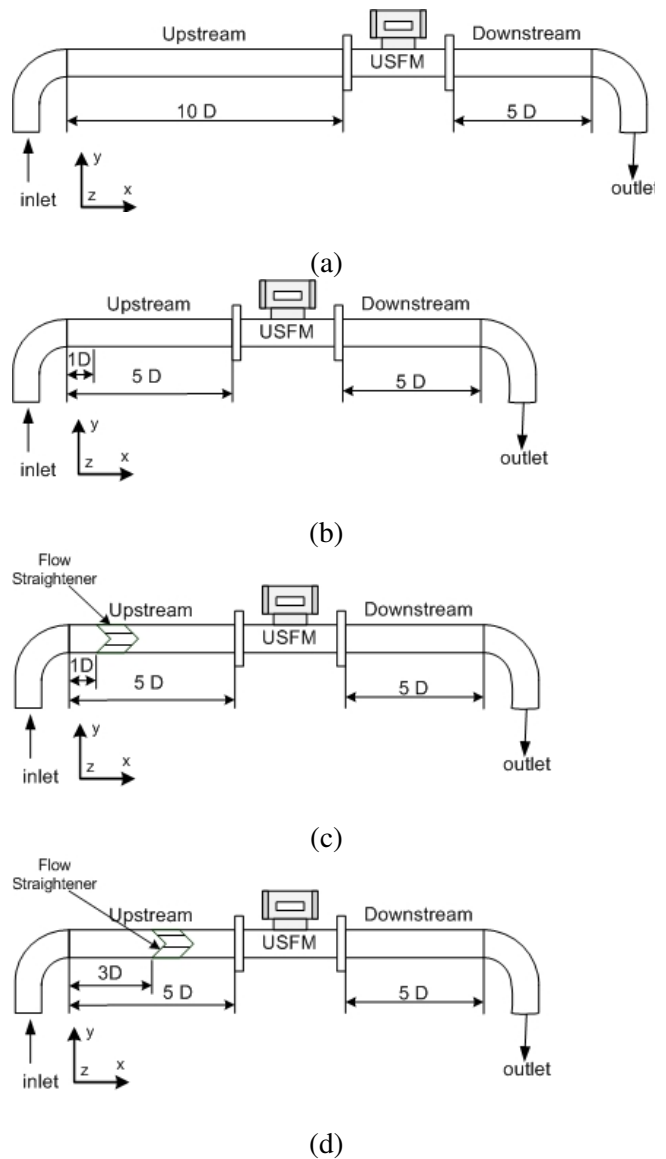 Upstream
Downstream
USFM
10 D
5 D
y
z x
inlet
outlet
(a)
Upstream
Downstream
USFM
1D
5 D
5 D
y
z x
inlet
outlet
(b)
Flow
Straightener
Upstream
Downstream
USFM
1D
5 D
5 D
y
z x
inlet
outlet
(c)
Flow
Straightener
Upstream
Downstream
USFM
3D
5 D
5 D
y
z x
inlet
outlet
(d)